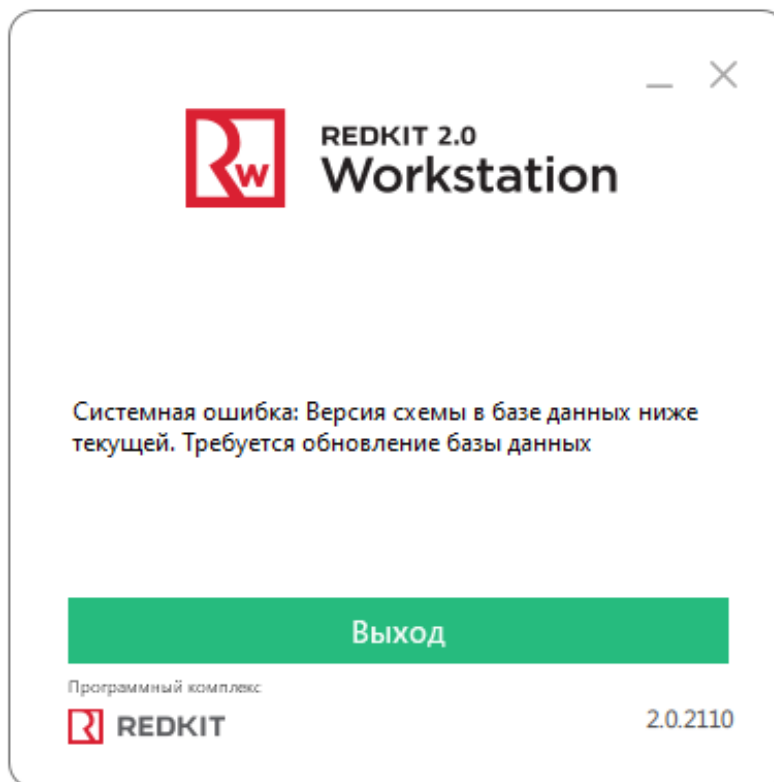 RW
REDKIT 2.0
Workstation
Системная ошибка: Версия схемы в базе данных ниже
текущей. Требуется обновление базы данных
Выход
Программный комплекс
R REDKIT
2.0.2110